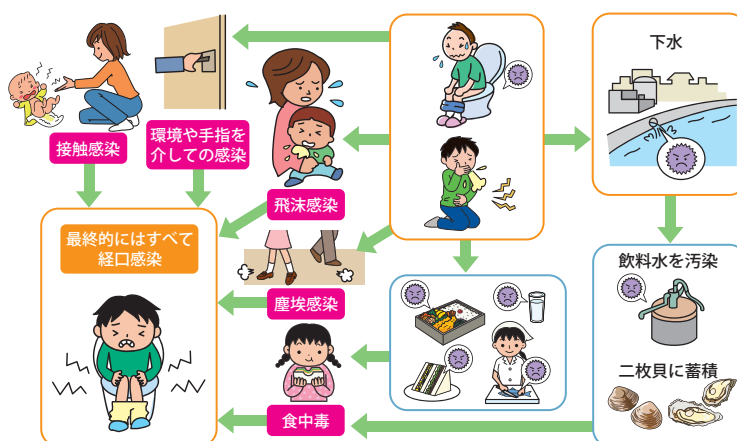 接触感染
環境や手指を
介しての感染
飛沫感染
下水
最終的にはすべて
経口感染
塵埃感染
飲料水を汚染
二枚貝に蓄積
食中毒